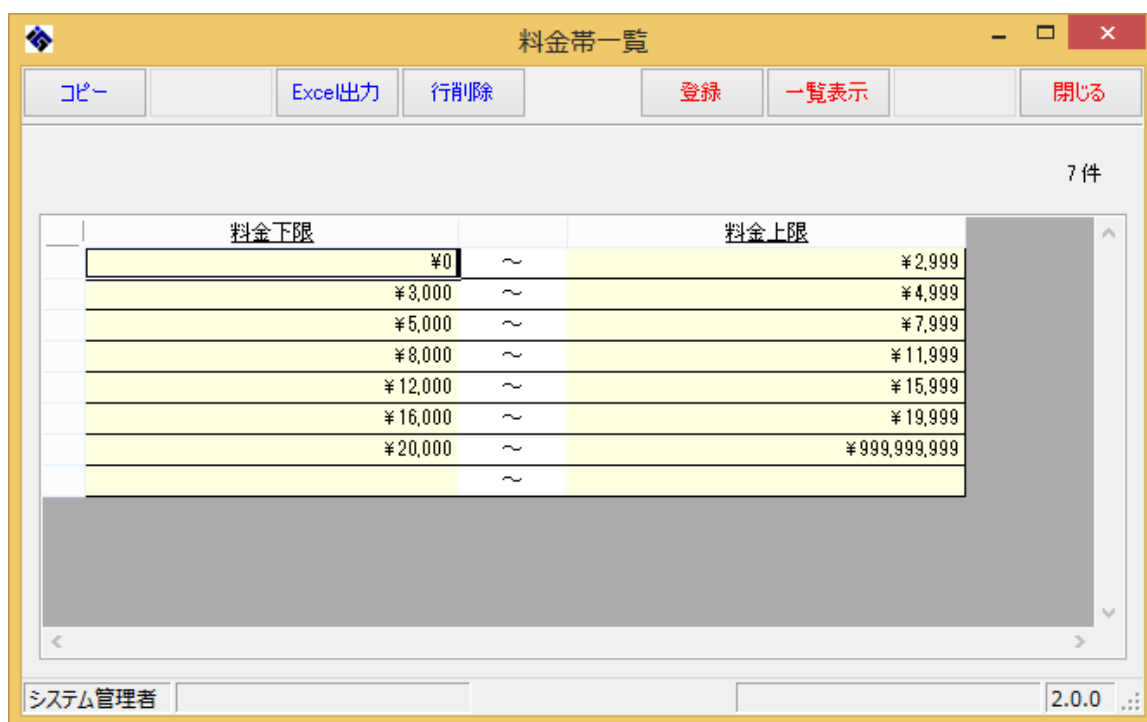 料金帯一覧
コピー Excel出力 行削除 登録 一覧表示 閉じる
7件
料金下限 料金上限
¥0 ～ ¥2,999
¥3,000 ～ ¥4,999
¥5,000 ～ ¥7,999
¥8,000 ～ ¥11,999
¥12,000 ～ ¥15,999
¥16,000 ～ ¥19,999
¥20,000 ～ ¥999,999,999
～
システム管理者 2.0.0